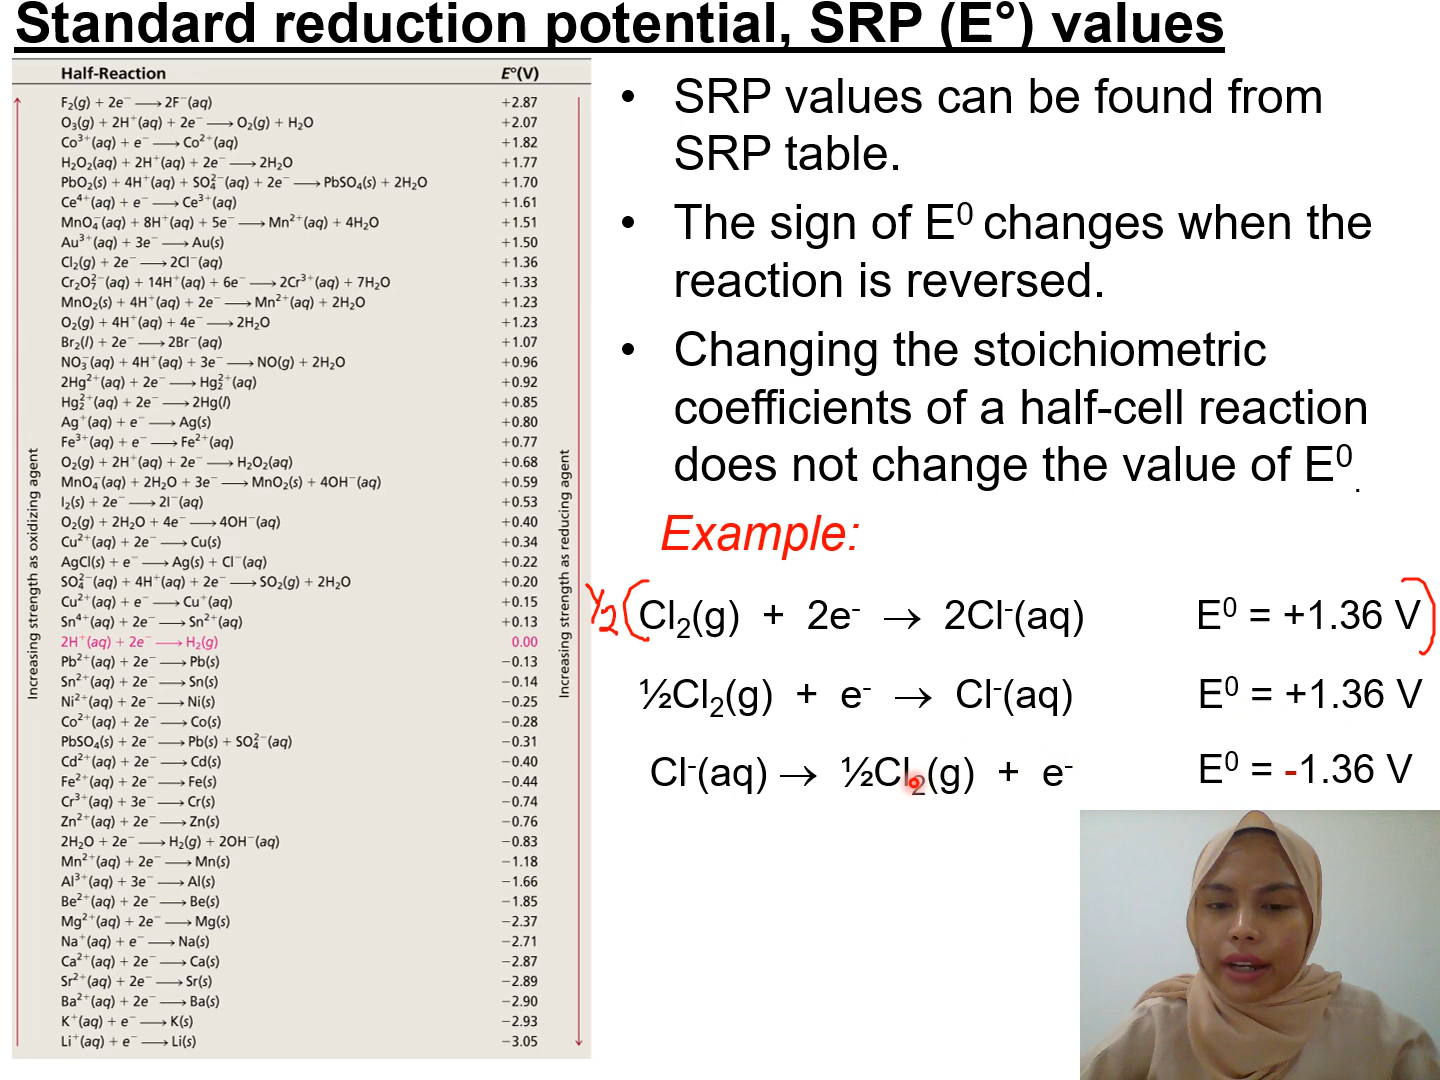 Standard reduction potential, SRP (E°) values
Half-Reaction E°(V)
F₂(g) + 2e⁻ ⟶ 2F⁻(aq) +2.87
O₃(g) + 2H⁺(aq) + 2e⁻ ⟶ O₂(g) + H₂O +2.07
Co³⁺(aq) + e⁻ ⟶ Co²⁺(aq) +1.82
H₂O₂(aq) + 2H⁺(aq) + 2e⁻ ⟶ 2H₂O +1.77
PbO₂(s) + 4H⁺(aq) + SO₄²⁻(aq) + 2e⁻ ⟶ PbSO₄(s) + 2H₂O +1.70
Ce⁴⁺(aq) + e⁻ ⟶ Ce³⁺(aq) +1.61
MnO₄⁻(aq) + 8H⁺(aq) + 5e⁻ ⟶ Mn²⁺(aq) + 4H₂O +1.51
Au³⁺(aq) + 3e⁻ ⟶ Au(s) +1.50
Cl₂(g) + 2e⁻ ⟶ 2Cl⁻(aq) +1.36
Cr₂O₇²⁻(aq) + 14H⁺(aq) + 6e⁻ ⟶ 2Cr³⁺(aq) + 7H₂O +1.33
MnO₂(s) + 4H⁺(aq) + 2e⁻ ⟶ Mn²⁺(aq) + 2H₂O +1.23
O₂(g) + 4H⁺(aq) + 4e⁻ ⟶ 2H₂O +1.23
Br₂(l) + 2e⁻ ⟶ 2Br⁻(aq) +1.07
NO₃⁻(aq) + 4H⁺(aq) + 3e⁻ ⟶ NO(g) + 2H₂O +0.96
2Hg²⁺(aq) + 2e⁻ ⟶ Hg₂²⁺(aq) +0.92
Hg₂²⁺(aq) + 2e⁻ ⟶ 2Hg(l) +0.85
Ag⁺(aq) + e⁻ ⟶ Ag(s) +0.80
Fe³⁺(aq) + e⁻ ⟶ Fe²⁺(aq) +0.77
O₂(g) + 2H⁺(aq) + 2e⁻ ⟶ H₂O₂(aq) +0.68
MnO₄⁻(aq) + 2H₂O + 3e⁻ ⟶ MnO₂(s) + 4OH⁻(aq) +0.59
I₂(s) + 2e⁻ ⟶ 2I⁻(aq) +0.53
O₂(g) + 2H₂O + 4e⁻ ⟶ 4OH⁻(aq) +0.40
Cu²⁺(aq) + 2e⁻ ⟶ Cu(s) +0.34
AgCl(s) + e⁻ ⟶ Ag(s) + Cl⁻(aq) +0.22
SO₄²⁻(aq) + 4H⁺(aq) + 2e⁻ ⟶ SO₂(g) + 2H₂O +0.20
Cu²⁺(aq) + e⁻ ⟶ Cu⁺(aq) +0.15
Sn⁴⁺(aq) + 2e⁻ ⟶ Sn²⁺(aq) +0.13
2H⁺(aq) + 2e⁻ ⟶ H₂(g) 0.00
Pb²⁺(aq) + 2e⁻ ⟶ Pb(s) −0.13
Sn²⁺(aq) + 2e⁻ ⟶ Sn(s) −0.14
Ni²⁺(aq) + 2e⁻ ⟶ Ni(s) −0.25
Co²⁺(aq) + 2e⁻ ⟶ Co(s) −0.28
PbSO₄(s) + 2e⁻ ⟶ Pb(s) + SO₄²⁻(aq) −0.31
Cd²⁺(aq) + 2e⁻ ⟶ Cd(s) −0.40
Fe²⁺(aq) + 2e⁻ ⟶ Fe(s) −0.44
Cr³⁺(aq) + 3e⁻ ⟶ Cr(s) −0.74
Zn²⁺(aq) + 2e⁻ ⟶ Zn(s) −0.76
2H₂O + 2e⁻ ⟶ H₂(g) + 2OH⁻(aq) −0.83
Mn²⁺(aq) + 2e⁻ ⟶ Mn(s) −1.18
Al³⁺(aq) + 3e⁻ ⟶ Al(s) −1.66
Be²⁺(aq) + 2e⁻ ⟶ Be(s) −1.85
Mg²⁺(aq) + 2e⁻ ⟶ Mg(s) −2.37
Na⁺(aq) + e⁻ ⟶ Na(s) −2.71
Ca²⁺(aq) + 2e⁻ ⟶ Ca(s) −2.87
Sr²⁺(aq) + 2e⁻ ⟶ Sr(s) −2.89
Ba²⁺(aq) + 2e⁻ ⟶ Ba(s) −2.90
K⁺(aq) + e⁻ ⟶ K(s) −2.93
Li⁺(aq) + e⁻ ⟶ Li(s) −3.05
Increasing strength as oxidizing agent
Increasing strength as reducing agent
• SRP values can be found from
SRP table.
• The sign of E⁰ changes when the
reaction is reversed.
• Changing the stoichiometric
coefficients of a half-cell reaction
does not change the value of E⁰.
Example:
½ ( Cl₂(g) + 2e⁻ → 2Cl⁻(aq) E⁰ = +1.36 V )
½Cl₂(g) + e⁻ → Cl⁻(aq) E⁰ = +1.36 V
Cl⁻(aq) → ½Cl₂(g) + e⁻ E⁰ = -1.36 V